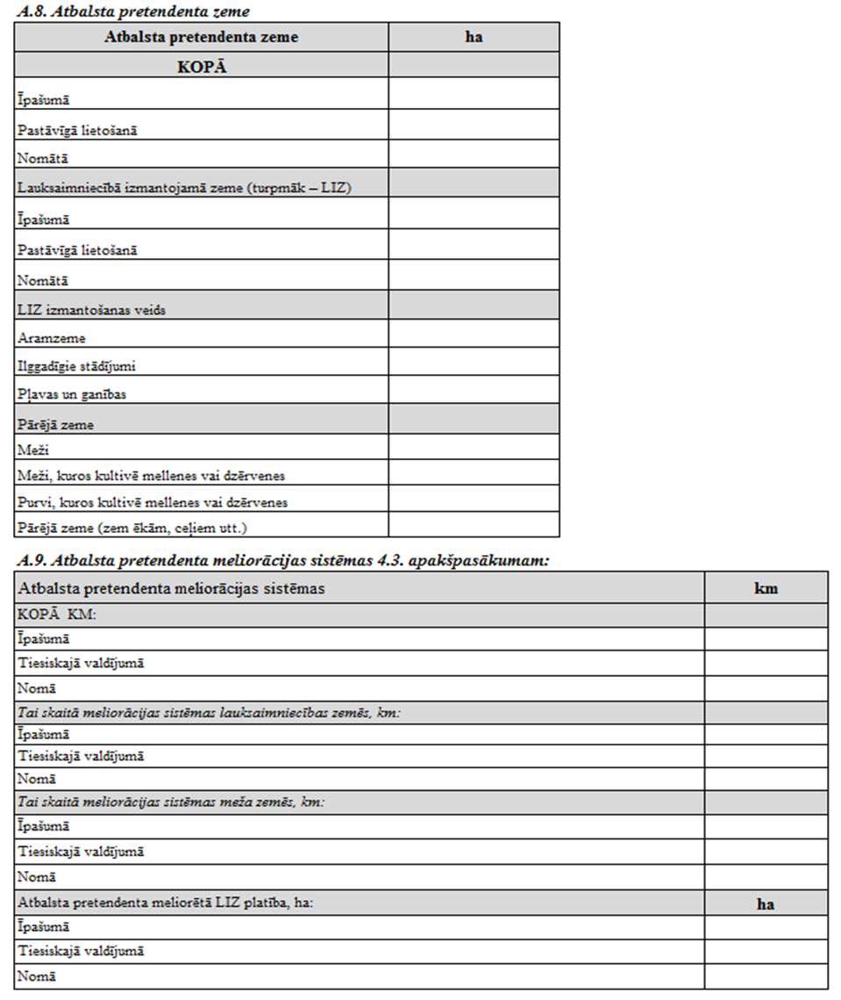 A.8. Atbalsta pretendenta zeme
Atbalsta pretendenta zeme ha
KOPĀ
Īpašumā
Pastāvīgā lietošanā
Nomātā
Lauksaimniecībā izmantojamā zeme (turpmāk – LIZ)
Īpašumā
Pastāvīgā lietošanā
Nomātā
LIZ izmantošanas veids
Aramzeme
Ilggadīgie stādījumi
Pļavas un ganības
Pārējā zeme
Meži
Meži, kuros kultivē mellenes vai dzērvenes
Purvi, kuros kultivē mellenes vai dzērvenes
Pārējā zeme (zem ēkām, ceļiem utt.)
A.9. Atbalsta pretendenta meliorācijas sistēmas 4.3. apakšpasākumam:
Atbalsta pretendenta meliorācijas sistēmas km
KOPĀ KM:
Īpašumā
Tiesiskajā valdījumā
Nomā
Tai skaitā meliorācijas sistēmas lauksaimniecības zemēs, km:
Īpašumā
Tiesiskajā valdījumā
Nomā
Tai skaitā meliorācijas sistēmas meža zemēs, km:
Īpašumā
Tiesiskajā valdījumā
Nomā
Atbalsta pretendenta meliorētā LIZ platība, ha: ha
Īpašumā
Tiesiskajā valdījumā
Nomā